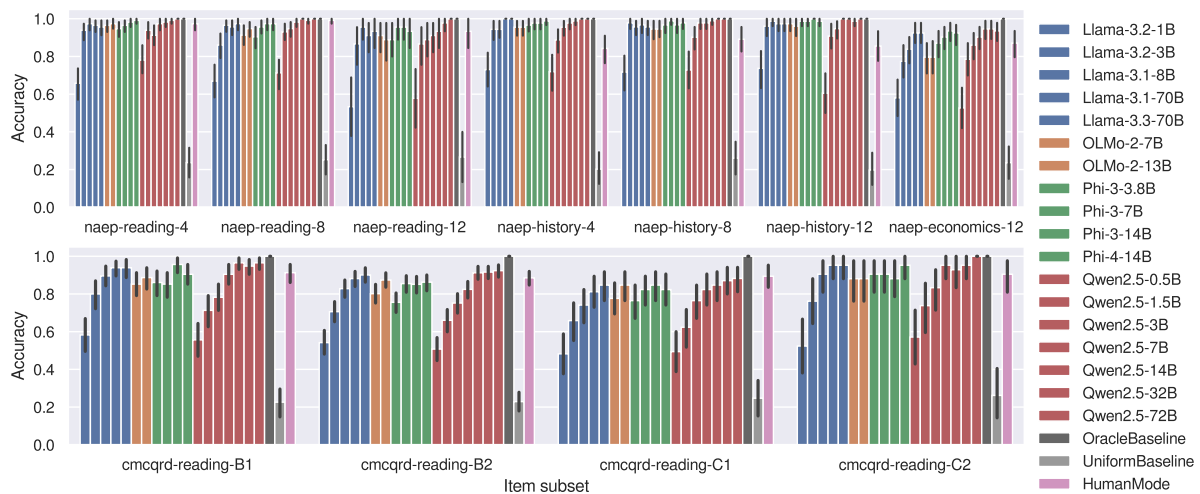 1.0
0.8
0.6
0.4
0.2
0.0
Accuracy
naep-reading-4 naep-reading-8 naep-reading-12 naep-history-4 naep-history-8 naep-history-12 naep-economics-12
1.0
0.8
0.6
0.4
0.2
0.0
Accuracy
cmcqrd-reading-B1 cmcqrd-reading-B2 cmcqrd-reading-C1 cmcqrd-reading-C2
Item subset
Llama-3.2-1B
Llama-3.2-3B
Llama-3.1-8B
Llama-3.1-70B
Llama-3.3-70B
OLMo-2-7B
OLMo-2-13B
Phi-3-3.8B
Phi-3-7B
Phi-3-14B
Phi-4-14B
Qwen2.5-0.5B
Qwen2.5-1.5B
Qwen2.5-3B
Qwen2.5-7B
Qwen2.5-14B
Qwen2.5-32B
Qwen2.5-72B
OracleBaseline
UniformBaseline
HumanMode